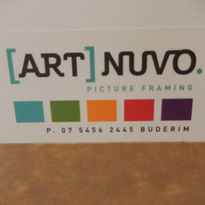 [ART] NUVO.
PICTURE FRAMING
P. 07 5456 2445 BUDERIM